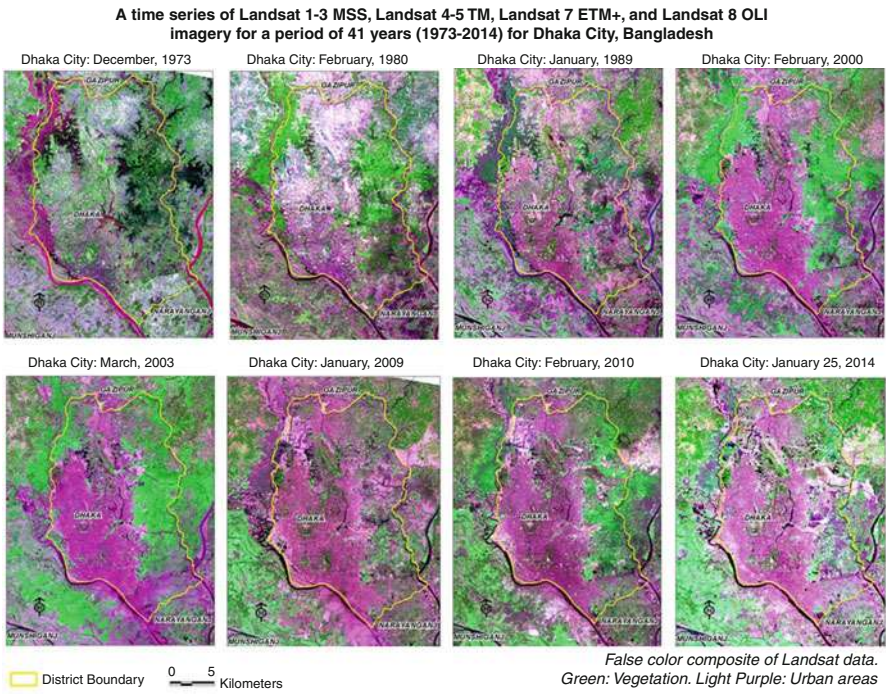 A time series of Landsat 1-3 MSS, Landsat 4-5 TM, Landsat 7 ETM+, and Landsat 8 OLI
imagery for a period of 41 years (1973-2014) for Dhaka City, Bangladesh
Dhaka City: December, 1973
Dhaka City: February, 1980
Dhaka City: January, 1989
Dhaka City: February, 2000
GAZIPUR
GAZIPUR
GAZIPUR
GAZIPUR
DHAKA
DHAKA
DHAKA
DHAKA
NARAYANGANJ
NARAYANGANJ
NARAYANGANJ
NARAYANGANJ
MUNSHIGANJ
MUNSHIGANJ
MUNSHIGANJ
MUNSHIGANJ
Dhaka City: March, 2003
Dhaka City: January, 2009
Dhaka City: February, 2010
Dhaka City: January 25, 2014
GAZIPUR
GAZIPUR
GAZIPUR
GAZIPUR
DHAKA
DHAKA
DHAKA
DHAKA
NARAYANGANJ
NARAYANGANJ
NARAYANGANJ
NARAYANGANJ
MUNSHIGANJ
MUNSHIGANJ
MUNSHIGANJ
MUNSHIGANJ
District Boundary
0 5
Kilometers
False color composite of Landsat data.
Green: Vegetation. Light Purple: Urban areas